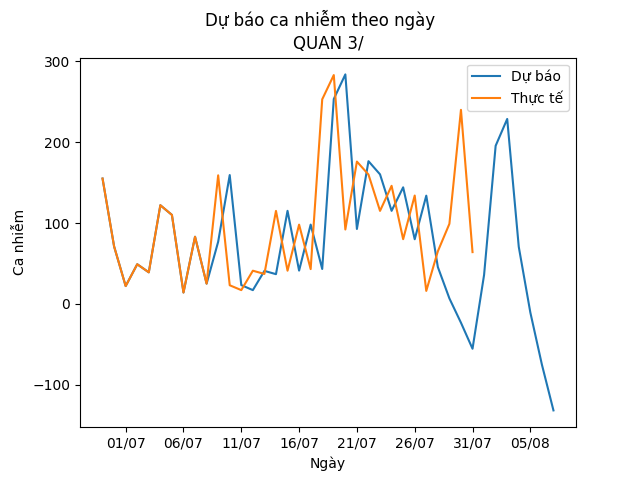 Dự báo ca nhiễm theo ngày
QUAN 3/
Dự báo
Thực tế
Ca nhiễm
300
200
100
0
−100
01/07
06/07
11/07
16/07
21/07
26/07
31/07
05/08
Ngày